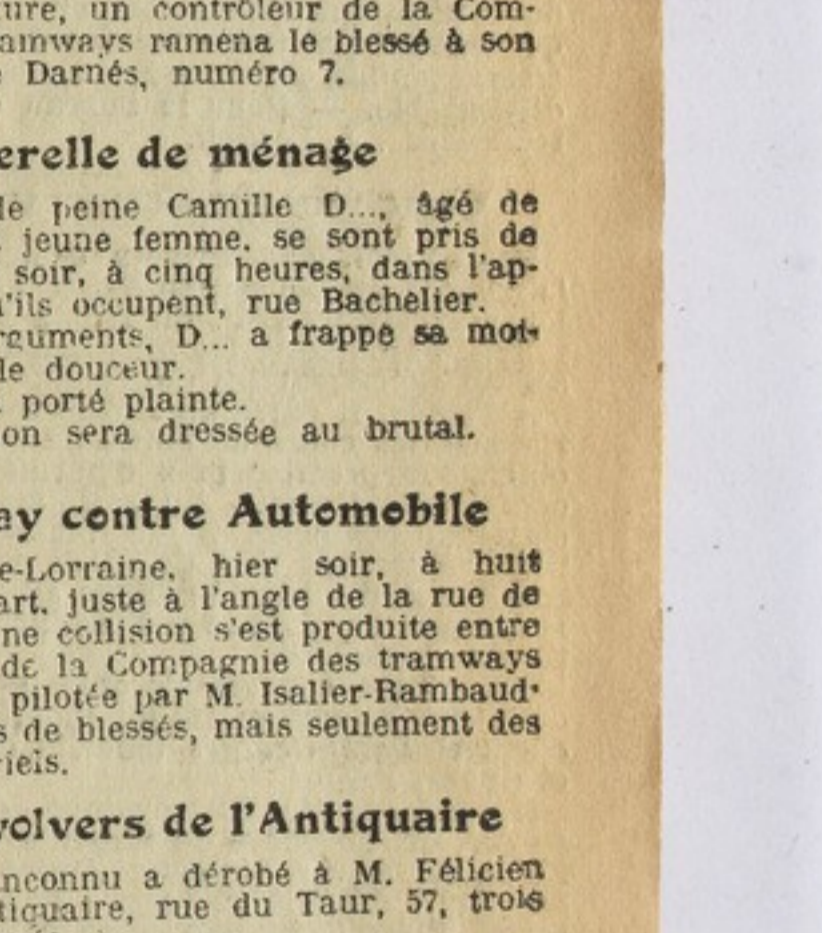 ure, un contrôleur de la Com-
amways ramena le blessé à son
Darnés, numéro 7.
erelle de ménage
de peine Camille D..., âgé de
jeune femme. se sont pris de
soir, à cinq heures, dans l'ap-
u'ils occupent, rue Bachelier.
rguments, D... a frappé sa moi-
de douceur.
porté plainte.
on sera dressée au brutal.
ay contre Automobile
e-Lorraine, hier soir, à huit
art, juste à l'angle de la rue de
ne collision s'est produite entre
de la Compagnie des tramways
pilotée par M. Isalier-Rambaud.
s de blessés, mais seulement des
riels.
volvers de l'Antiquaire
nconnu a dérobé à M. Félicien
tiquaire, rue du Taur, 57, trois